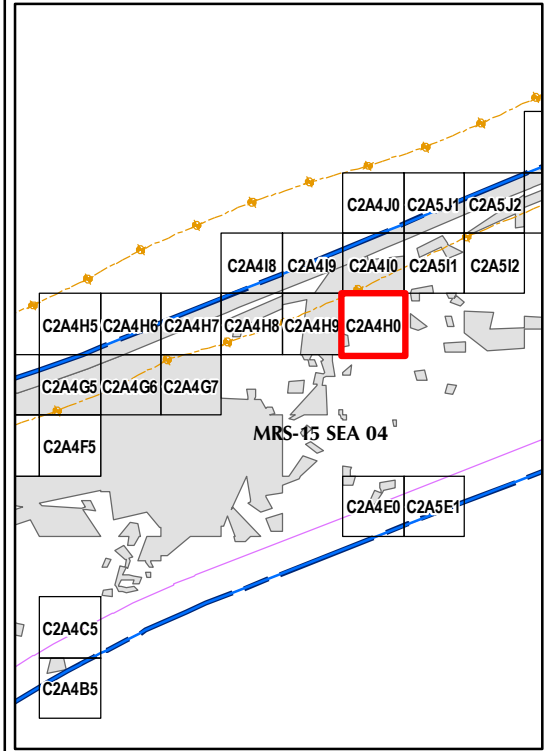 C2A4J0 C2A5J1 C2A5J2
C2A4I8 C2A4I9 C2A4I0 C2A5I1 C2A5I2
C2A4H5 C2A4H6 C2A4H7 C2A4H8 C2A4H9 C2A4H0
C2A4G5 C2A4G6 C2A4G7
C2A4F5
MRS-15 SEA 04
C2A4E0 C2A5E1
C2A4C5
C2A4B5